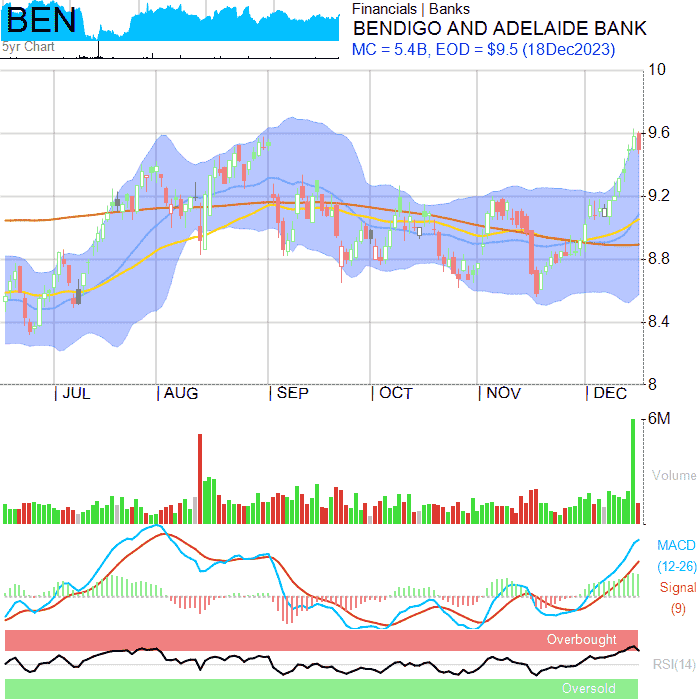 BEN
5yr Chart
Financials | Banks
BENDIGO AND ADELAIDE BANK
MC = 5.4B, EOD = $9.5 (18Dec2023)
10
9.6
9.2
8.8
8.4
8
| JUL | AUG | SEP | OCT | NOV | DEC
6M
Volume
MACD
(12-26)
Signal
(9)
Overbought
RSI(14)
Oversold